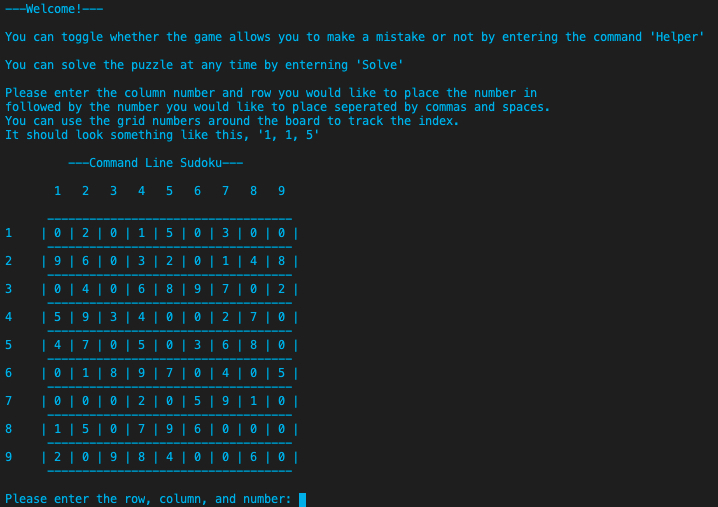 ———Welcome!———
You can toggle whether the game allows you to make a mistake or not by entering the command 'Helper'
You can solve the puzzle at any time by enterning 'Solve'
Please enter the column number and row you would like to place the number in
followed by the number you would like to place seperated by commas and spaces.
You can use the grid numbers around the board to track the index.
It should look something like this, '1, 1, 5'
———Command Line Sudoku———
1 2 3 4 5 6 7 8 9
1 | 0 | 2 | 0 | 1 | 5 | 0 | 3 | 0 | 0 |
2 | 9 | 6 | 0 | 3 | 2 | 0 | 1 | 4 | 8 |
3 | 0 | 4 | 0 | 6 | 8 | 9 | 7 | 0 | 2 |
4 | 5 | 9 | 3 | 4 | 0 | 0 | 2 | 7 | 0 |
5 | 4 | 7 | 0 | 5 | 0 | 3 | 6 | 8 | 0 |
6 | 0 | 1 | 8 | 9 | 7 | 0 | 4 | 0 | 5 |
7 | 0 | 0 | 0 | 2 | 0 | 5 | 9 | 1 | 0 |
8 | 1 | 5 | 0 | 7 | 9 | 6 | 0 | 0 | 0 |
9 | 2 | 0 | 9 | 8 | 4 | 0 | 0 | 6 | 0 |
Please enter the row, column, and number: